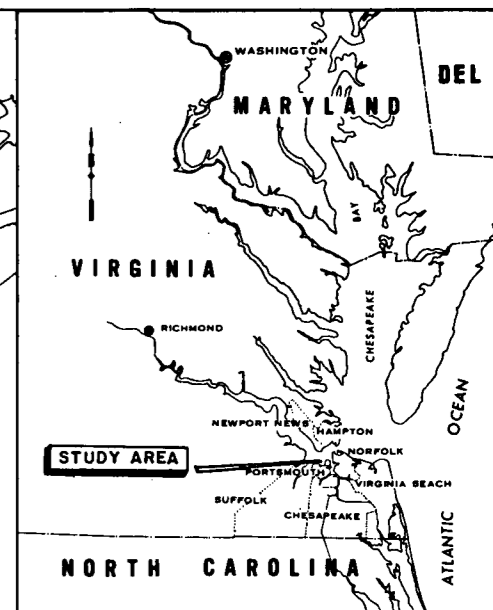 WASHINGTON
DEL
MARYLAND
BAY
VIRGINIA
CHESAPEAKE
RICHMOND
OCEAN
NEWPORT NEWS
HAMPTON
NORFOLK
STUDY AREA
PORTSMOUTH
VIRGINIA BEACH
SUFFOLK
CHESAPEAKE
ATLANTIC
NORTH CAROLINA